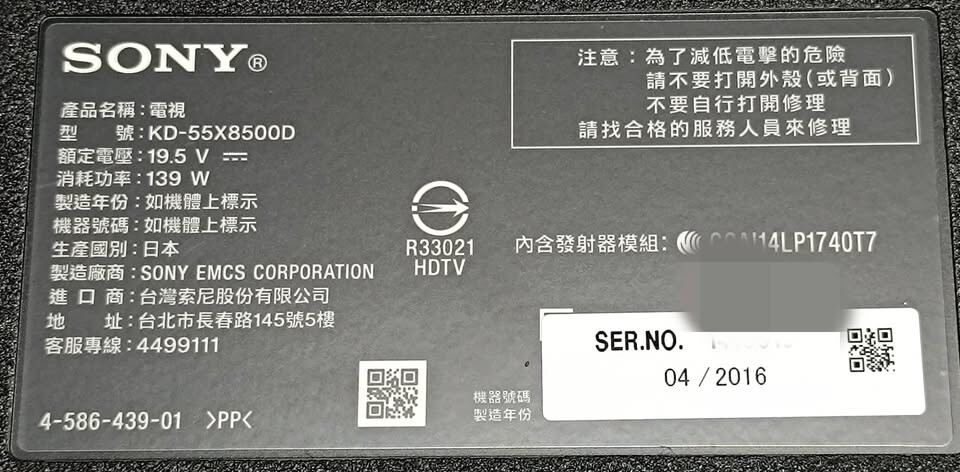 SONY®
產品名稱：電視
型 號：KD-55X8500D
額定電壓：19.5 V ⎓
消耗功率：139 W
製造年份：如機體上標示
機器號碼：如機體上標示
生產國別：日本
製造廠商：SONY EMCS CORPORATION
進 口 商：台灣索尼股份有限公司
地 址：台北市長春路145號5樓
客服專線：4499111
4-586-439-01 >PP<
注意：為了減低電擊的危險
請不要打開外殼(或背面)
不要自行打開修理
請找合格的服務人員來修理
R33021
HDTV
內含發射器模組：14LP1740T7
SER.NO.
04 / 2016
機器號碼
製造年份